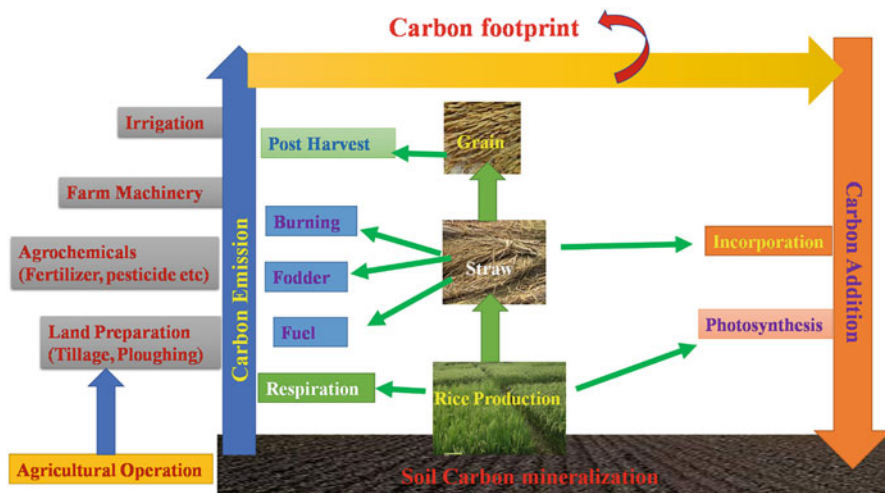 Carbon footprint
Irrigation
Farm Machinery
Agrochemicals
(Fertilizer, pesticide etc)
Land Preparation
(Tillage, Ploughing)
Agricultural Operation
Carbon Emission
Post Harvest
Burning
Fodder
Fuel
Respiration
Grain
Straw
Rice Production
Incorporation
Photosynthesis
Carbon Addition
Soil Carbon mineralization